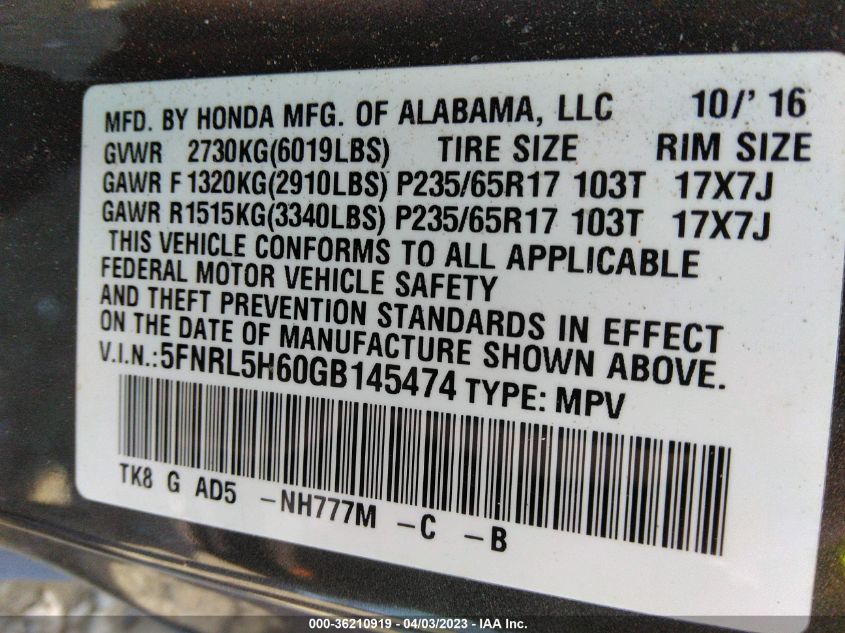 MFD. BY HONDA MFG. OF ALABAMA, LLC 10/' 16
GVWR 2730KG(6019LBS) TIRE SIZE RIM SIZE
GAWR F 1320KG(2910LBS) P235/65R17 103T 17X7J
GAWR R1515KG(3340LBS) P235/65R17 103T 17X7J
THIS VEHICLE CONFORMS TO ALL APPLICABLE
FEDERAL MOTOR VEHICLE SAFETY
AND THEFT PREVENTION STANDARDS IN EFFECT
ON THE DATE OF MANUFACTURE SHOWN ABOVE.
V.I.N.:5FNRL5H60GB145474 TYPE: MPV
TK8 G AD5 -NH777M -C -B
000-36210919 - 04/03/2023 - IAA Inc.